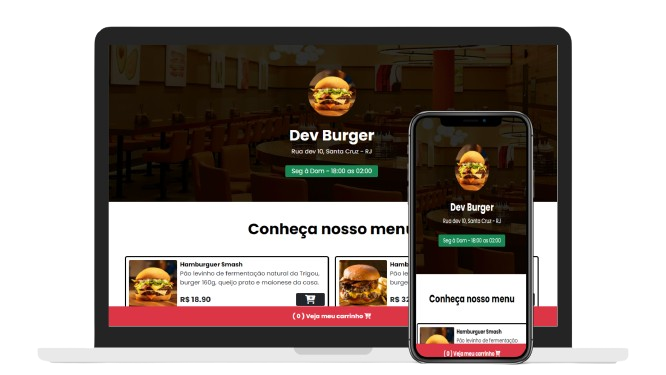 Dev Burger
Rua dev 10, Santa Cruz - RJ
Seg á Dom - 18:00 as 02:00
Conheça nosso menu
Hamburguer Smash
Pão levinho de fermentação natural da Trigou,
burger 160g, queijo prato e maionese da casa.
R$ 18.90
Hamb
Pão le
burge
R$ 32
( 0 ) Veja meu carrinho
Dev Burger
Rua dev 10, Santa Cruz - RJ
Seg á Dom - 18:00 as 02:00
Conheça nosso menu
Hamburguer Smash
Pão levinho de fermentação
( 0 ) Veja meu carrinho